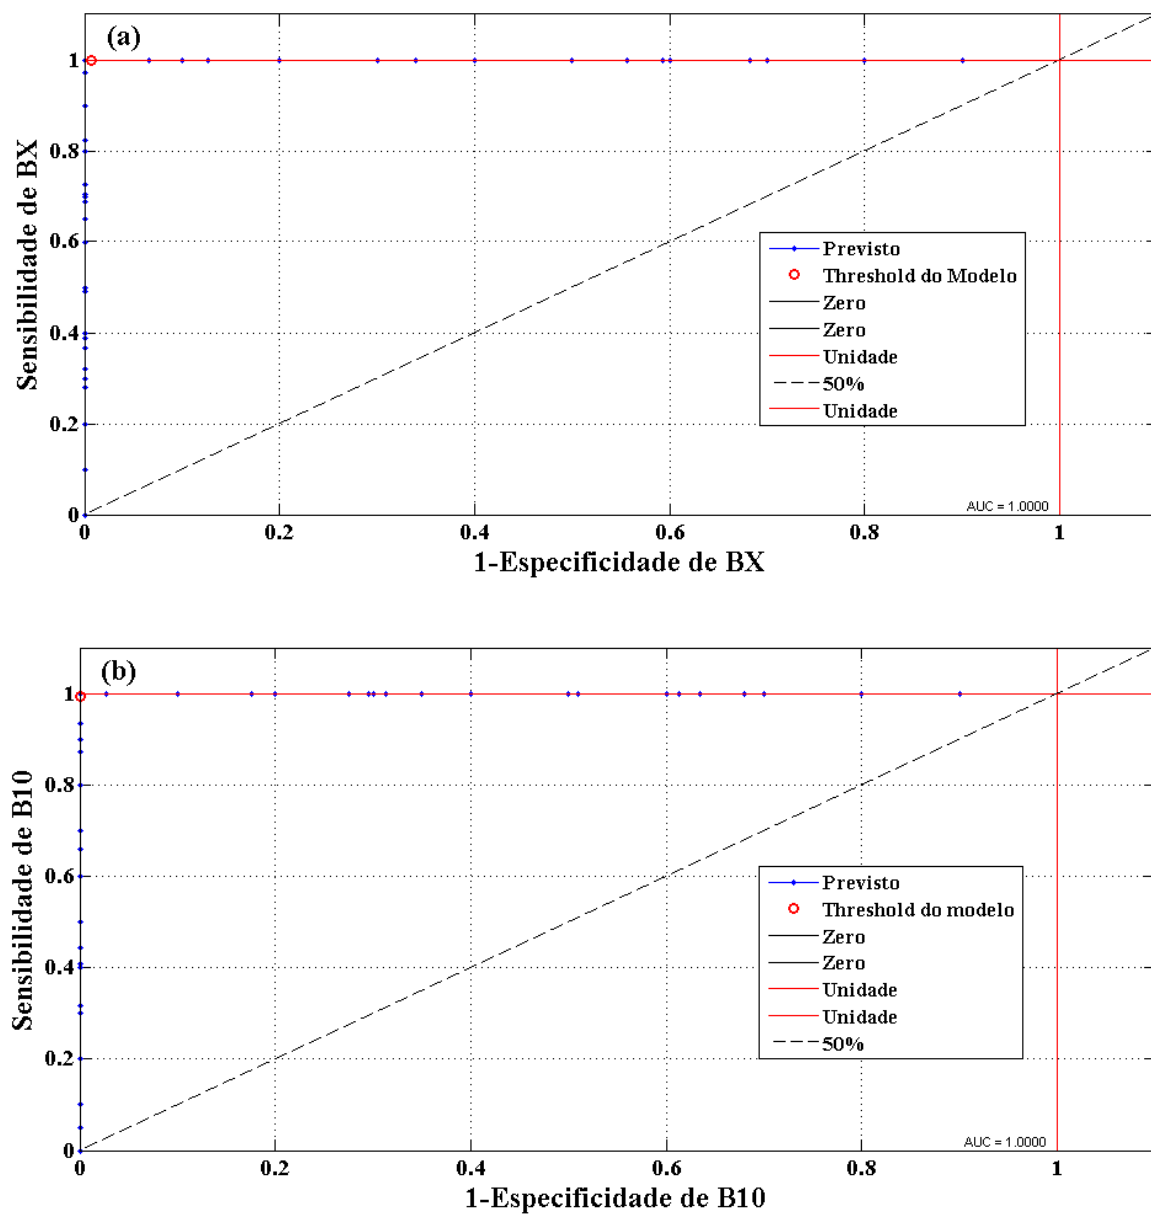 (a)
1
0.8
0.6
0.4
0.2
0
Sensibilidade de BX
Previsto
Threshold do Modelo
Zero
Zero
Unidade
50%
Unidade
AUC = 1.0000
0 0.2 0.4 0.6 0.8 1
1-Especificidade de BX
(b)
1
0.8
0.6
0.4
0.2
0
Sensibilidade de B10
Previsto
Threshold do modelo
Zero
Zero
Unidade
Unidade
50%
AUC = 1.0000
0 0.2 0.4 0.6 0.8 1
1-Especificidade de B10